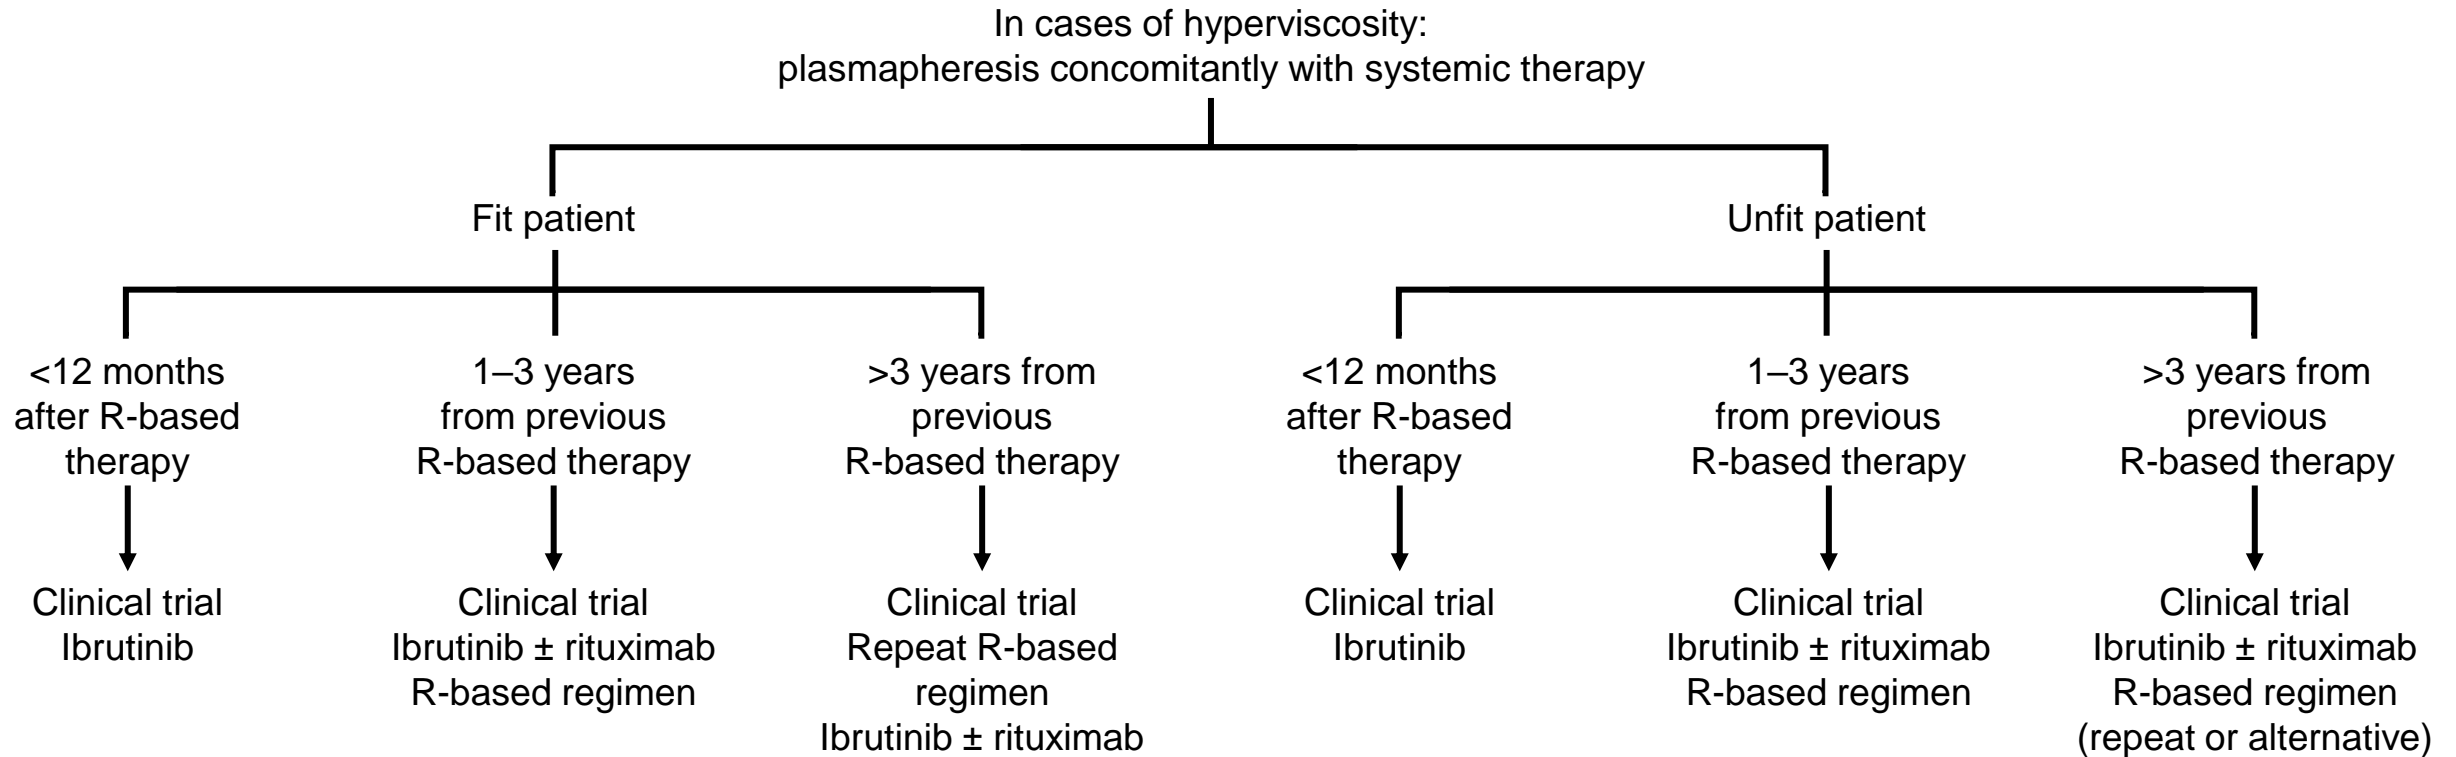 In cases of hyperviscosity:
plasmapheresis concomitantly with systemic therapy
Fit patient
Unfit patient
<12 months
after R-based
therapy
1–3 years
from previous
R-based therapy
>3 years from
previous
R-based therapy
<12 months
after R-based
therapy
1–3 years
from previous
R-based therapy
>3 years from
previous
R-based therapy
Clinical trial
Ibrutinib
Clinical trial
Ibrutinib ± rituximab
R-based regimen
Clinical trial
Repeat R-based
regimen
Ibrutinib ± rituximab
Clinical trial
Ibrutinib
Clinical trial
Ibrutinib ± rituximab
R-based regimen
Clinical trial
Ibrutinib ± rituximab
R-based regimen
(repeat or alternative)